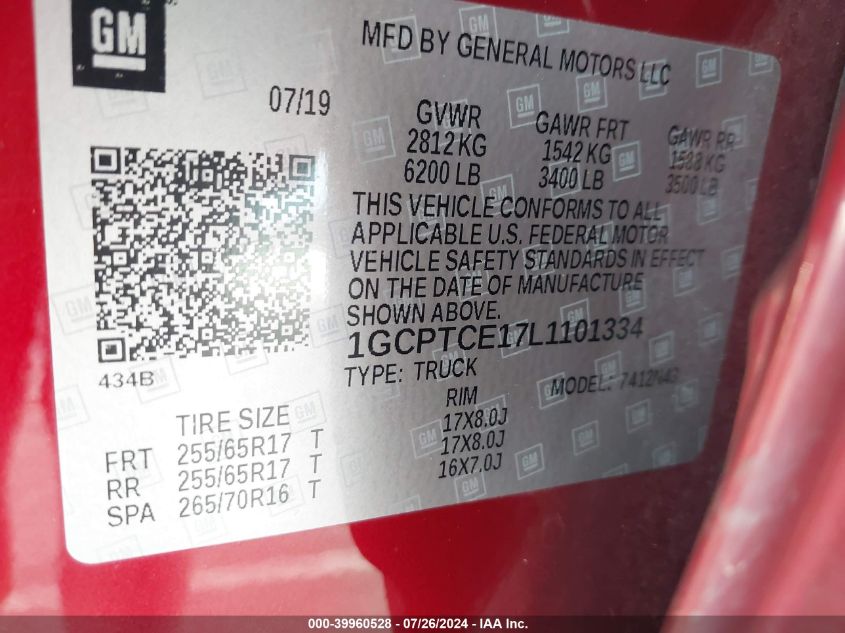 GM
MFD BY GENERAL MOTORS LLC
07/19
GVWR GAWR FRT GAWR RR
2812 KG 1542 KG 1588 KG
6200 LB 3400 LB 3500 LB
THIS VEHICLE CONFORMS TO ALL
APPLICABLE U.S. FEDERAL MOTOR
VEHICLE SAFETY STANDARDS IN EFFECT
ON THE DATE OF MANUFACTURE
SHOWN ABOVE.
1GCPTCE17L1101334
434B
TYPE: TRUCK MODEL: 7412N43
TIRE SIZE RIM
FRT 255/65R17 T 17X8.0J
RR 255/65R17 T 17X8.0J
SPA 265/70R16 T 16X7.0J
000-39960528 - 07/26/2024 - IAA Inc.